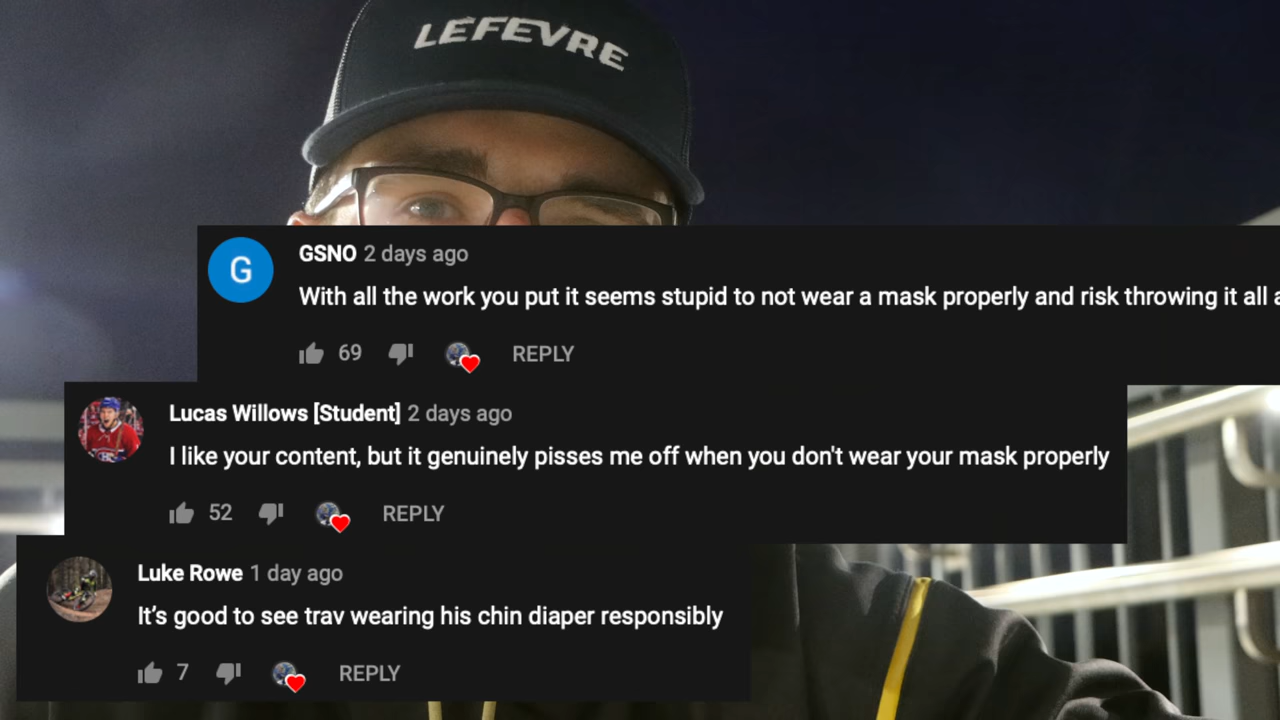 LEFEVRE
G
GSNO 2 days ago
With all the work you put it seems stupid to not wear a mask properly and risk throwing it all
69
REPLY
Lucas Willows [Student] 2 days ago
I like your content, but it genuinely pisses me off when you don't wear your mask properly
52
REPLY
Luke Rowe 1 day ago
It’s good to see trav wearing his chin diaper responsibly
7
REPLY